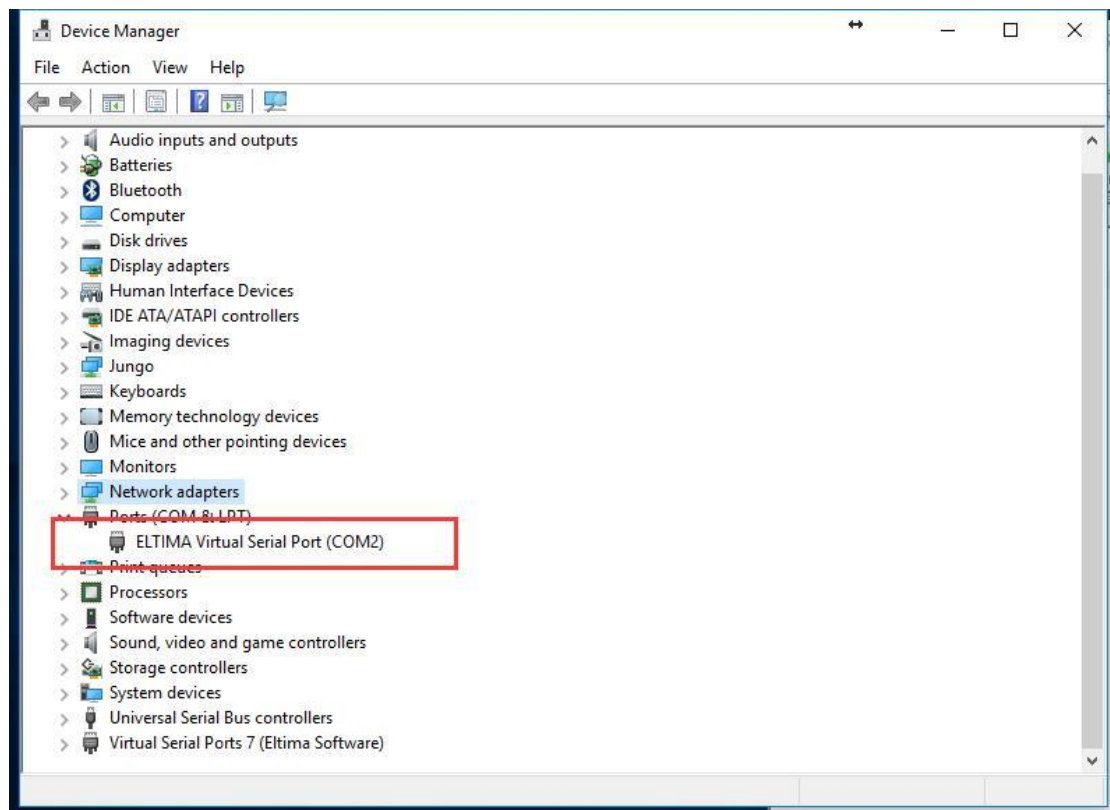 Device Manager
File Action View Help
Audio inputs and outputs
Batteries
Bluetooth
Computer
Disk drives
Display adapters
Human Interface Devices
IDE ATA/ATAPI controllers
Imaging devices
Jungo
Keyboards
Memory technology devices
Mice and other pointing devices
Monitors
Network adapters
Ports (COM & LPT)
ELTIMA Virtual Serial Port (COM2)
Print queues
Processors
Software devices
Sound, video and game controllers
Storage controllers
System devices
Universal Serial Bus controllers
Virtual Serial Ports 7 (Eltima Software)